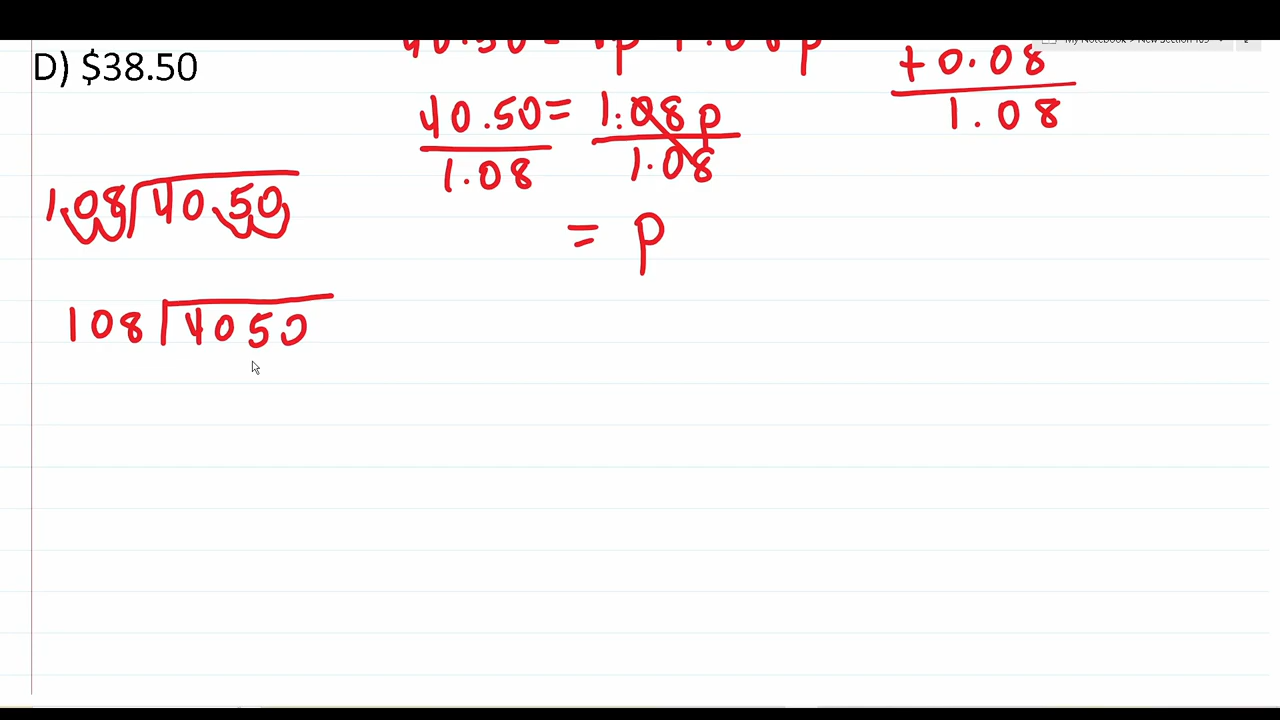 D) $38.50
+ 0.08
1.08
40.50 = 1.08 p
1.08 1.08
1.08 40.50
= p
108 4050